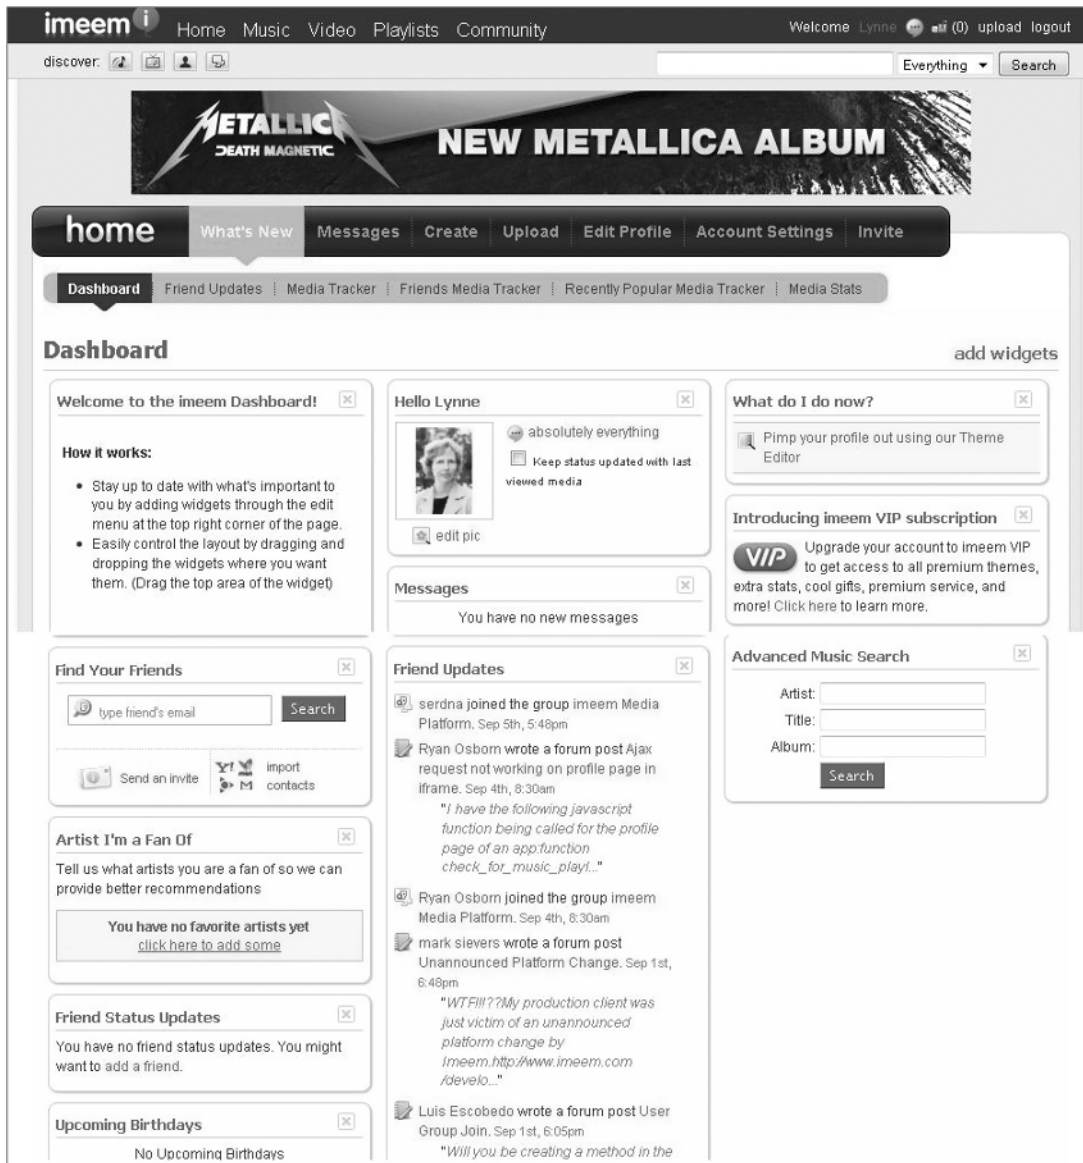 imeem i Home Music Video Playlists Community
Welcome Lynne (0) upload logout
discover:
Everything Search
METALLICA
DEATH MAGNETIC
NEW METALLICA ALBUM
home What's New Messages Create Upload Edit Profile Account Settings Invite
Dashboard Friend Updates Media Tracker Friends Media Tracker Recently Popular Media Tracker Media Stats
Dashboard
add widgets
Welcome to the imeem Dashboard!
How it works:
• Stay up to date with what's important to
you by adding widgets through the edit
menu at the top right corner of the page.
• Easily control the layout by dragging and
dropping the widgets where you want
them. (Drag the top area of the widget)
Find Your Friends
type friend's email Search
Send an invite
Y! M
import
contacts
Artist I'm a Fan Of
Tell us what artists you are a fan of so we can
provide better recommendations
You have no favorite artists yet
click here to add some
Friend Status Updates
You have no friend status updates. You might
want to add a friend.
Upcoming Birthdays
No Upcoming Birthdays
Hello Lynne
absolutely everything
Keep status updated with last
viewed media
edit pic
Messages
You have no new messages
Friend Updates
serdna joined the group imeem Media
Platform. Sep 5th, 5:48pm
Ryan Osborn wrote a forum post Ajax
request not working on profile page in
iframe. Sep 4th, 8:30am
"I have the following javascript
function being called for the profile
page of an app:function
check_for_music_playl..."
Ryan Osborn joined the group imeem
Media Platform. Sep 4th, 8:30am
mark sievers wrote a forum post
Unannounced Platform Change. Sep 1st,
6:48pm
"WTF!!!??My production client was
just victim of an unannounced
platform change by
Imeem.http://www.imeem.com
/develo..."
Luis Escobedo wrote a forum post User
Group Join. Sep 1st, 6:05pm
"Will you be creating a method in the
What do I do now?
Pimp your profile out using our Theme
Editor
Introducing imeem VIP subscription
VIP
Upgrade your account to imeem VIP
to get access to all premium themes,
extra stats, cool gifts, premium service, and
more! Click here to learn more.
Advanced Music Search
Artist:
Title:
Album:
Search